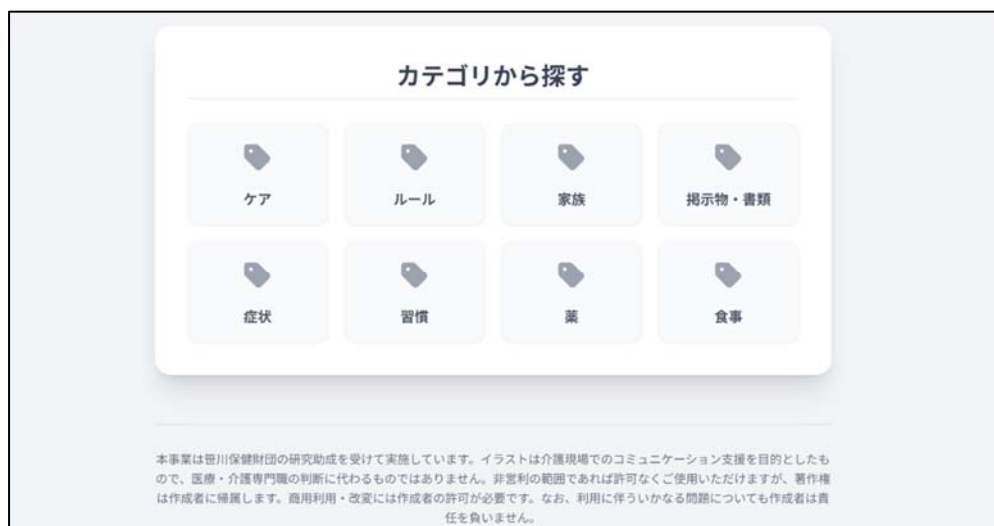 カテゴリから探す
ケア
ルール
家族
掲示物・書類
症状
習慣
薬
食事
本事業は笹川保健財団の研究助成を受けて実施しています。イラストは介護現場でのコミュニケーション支援を目的としたも
ので、医療・介護専門職の判断に代わるものではありません。非営利の範囲であれば許可なくご使用いただけますが、著作権
は作成者に帰属します。商用利用・改変には作成者の許可が必要です。なお、利用に伴ういかなる問題についても作成者は責
任を負いません。